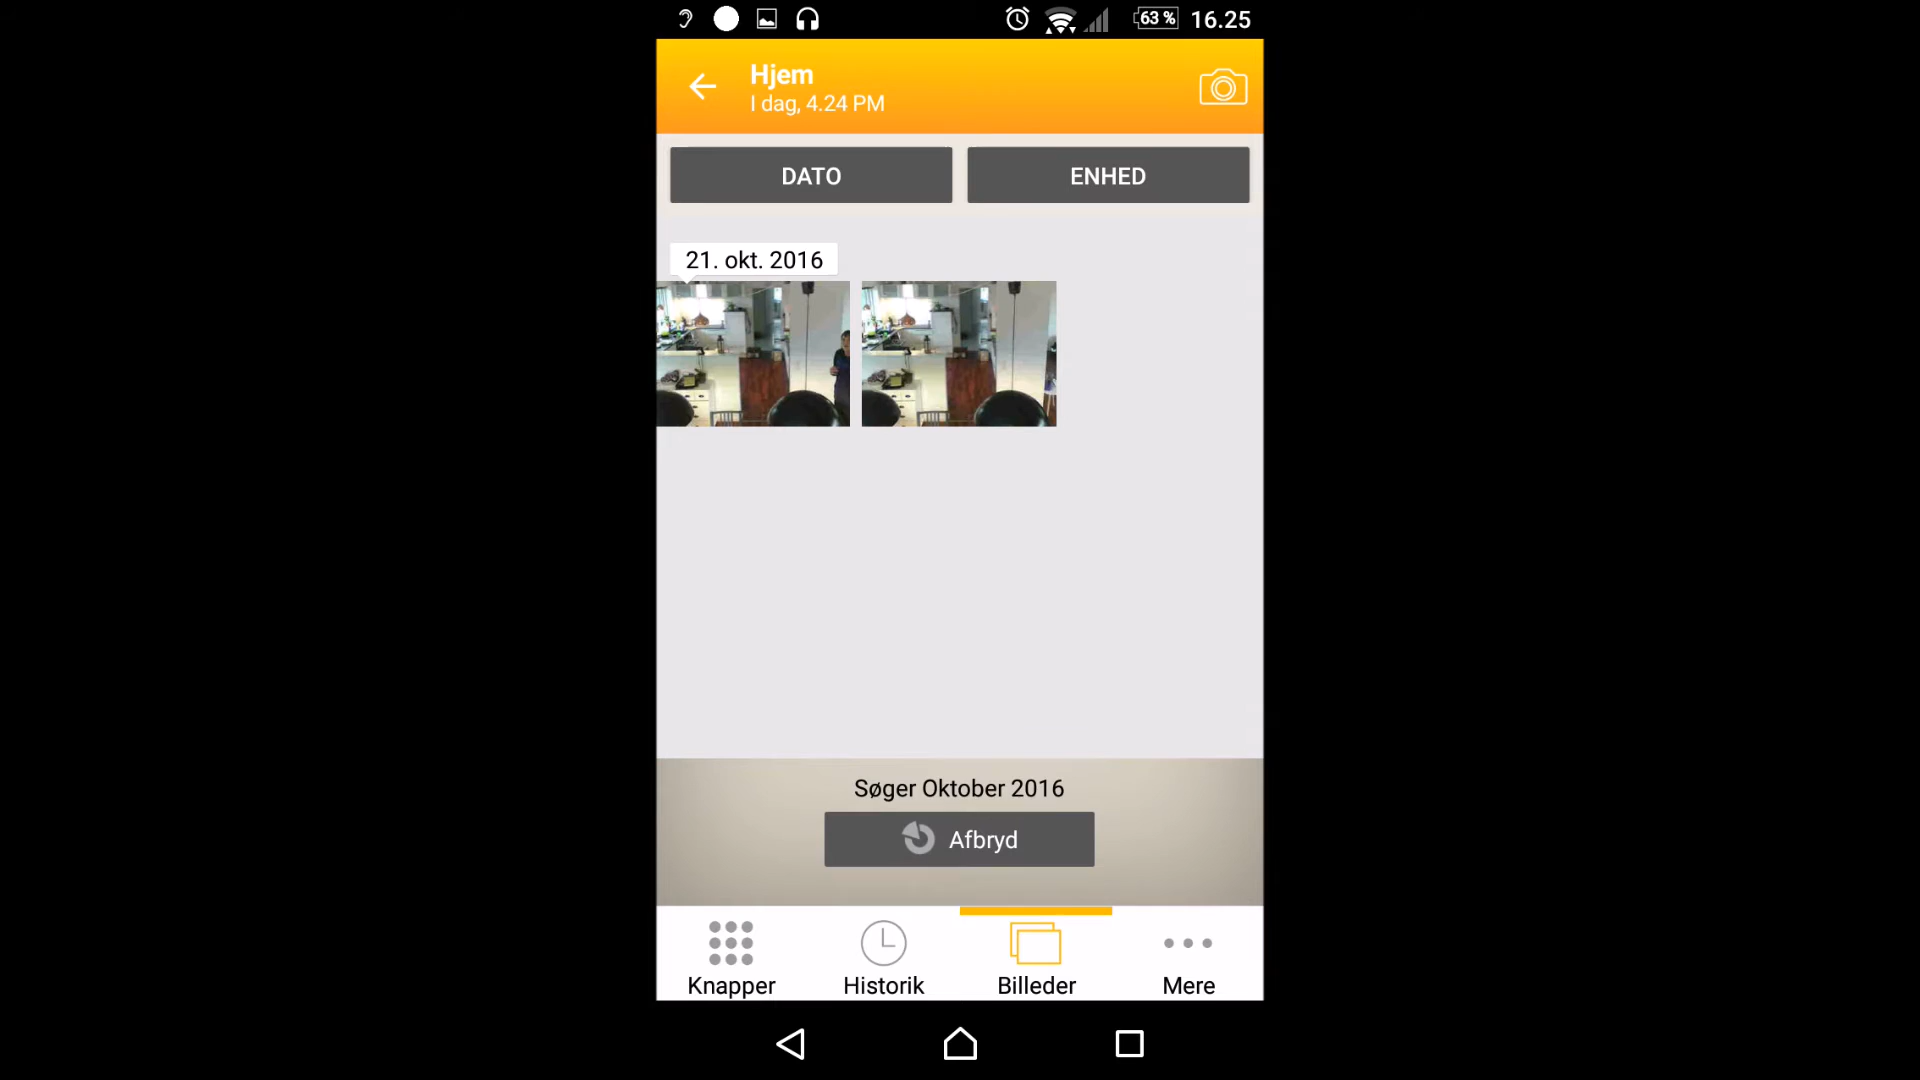 63 %
16.25
Hjem
I dag, 4.24 PM
DATO
ENHED
21. okt. 2016
Søger Oktober 2016
Afbryd
Knapper
Historik
Billeder
Mere